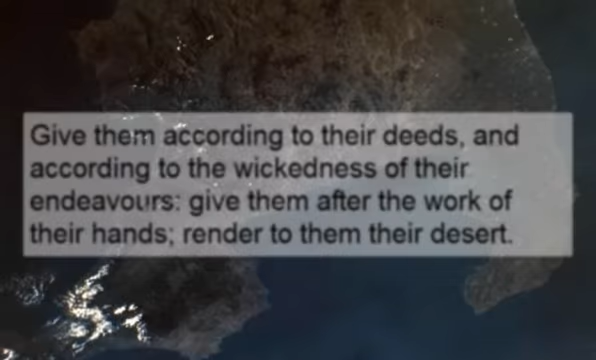 Give them according to their deeds, and
according to the wickedness of their
endeavours: give them after the work of
their hands; render to them their desert.